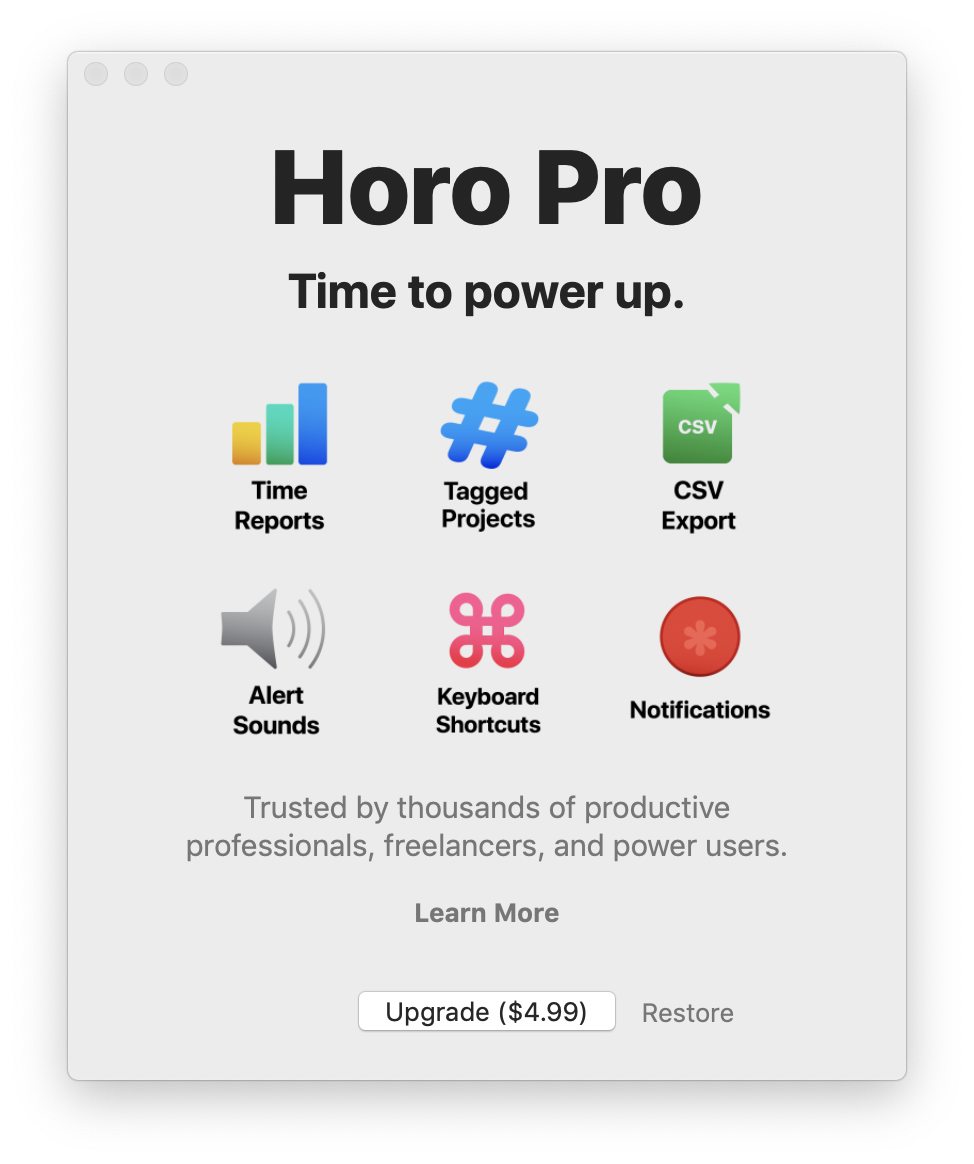 Horo Pro
Time to power up.
Time
Reports
Tagged
Projects
CSV
CSV
Export
Alert
Sounds
Keyboard
Shortcuts
Notifications
Trusted by thousands of productive
professionals, freelancers, and power users.
Learn More
Upgrade ($4.99)
Restore